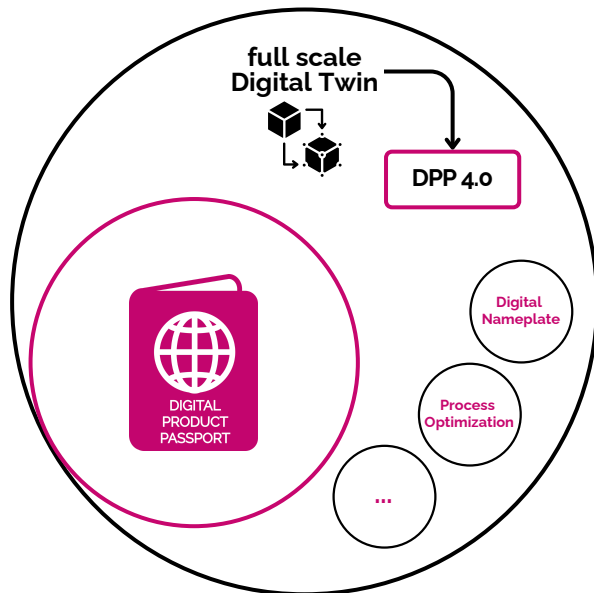 full scale
Digital Twin
DPP 4.0
Digital
Nameplate
Process
Optimization
...
DIGITAL
PRODUCT
PASSPORT